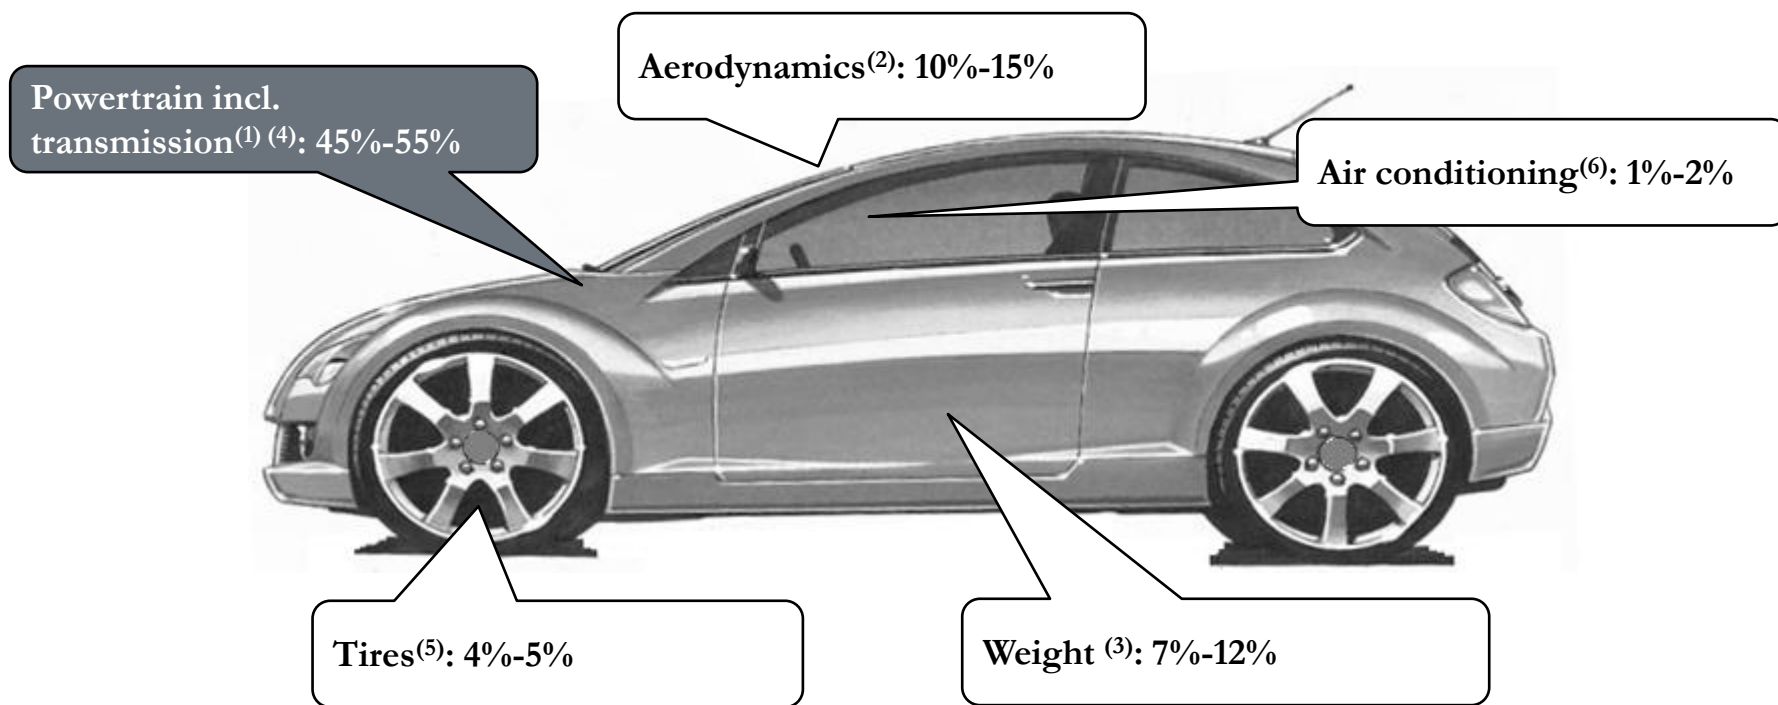 Aerodynamics(2): 10%-15%
Powertrain incl.
transmission(1) (4): 45%-55%
Air conditioning(6): 1%-2%
Tires(5): 4%-5%
Weight (3): 7%-12%